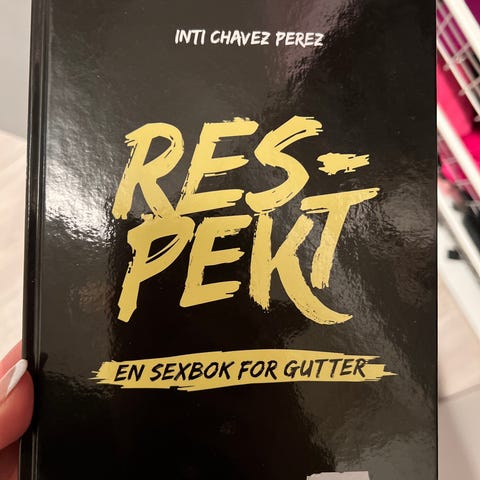 INTI CHAVEZ PEREZ
RES-
PEKT
EN SEXBOK FOR GUTTER